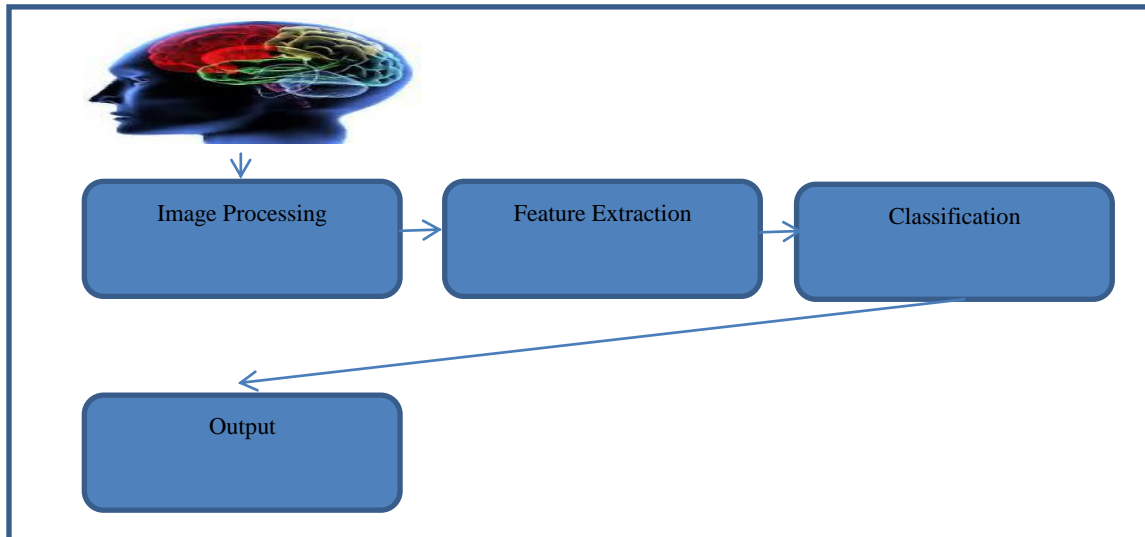 Image Processing
Feature Extraction
Classification
Output